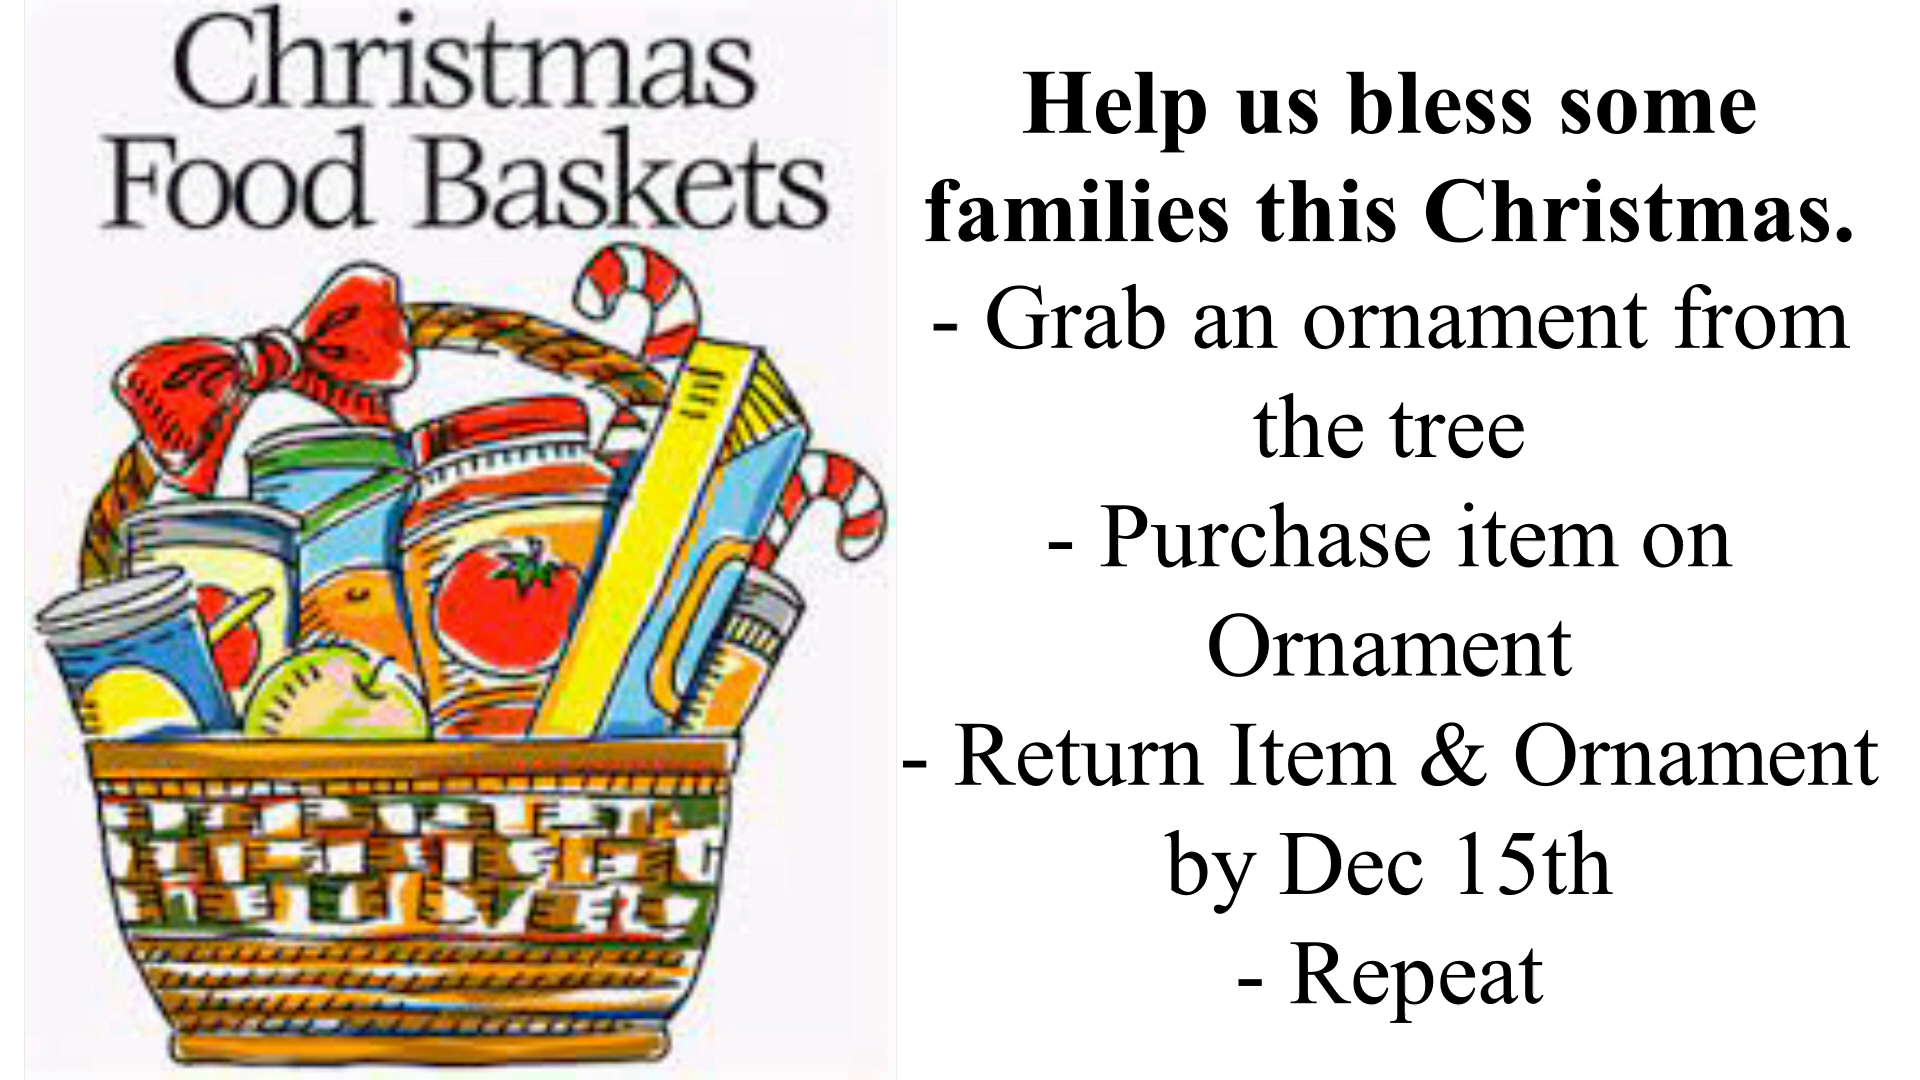 Christmas
Food Baskets
Help us bless some
families this Christmas.
- Grab an ornament from
the tree
- Purchase item on
Ornament
- Return Item & Ornament
by Dec 15th
- Repeat